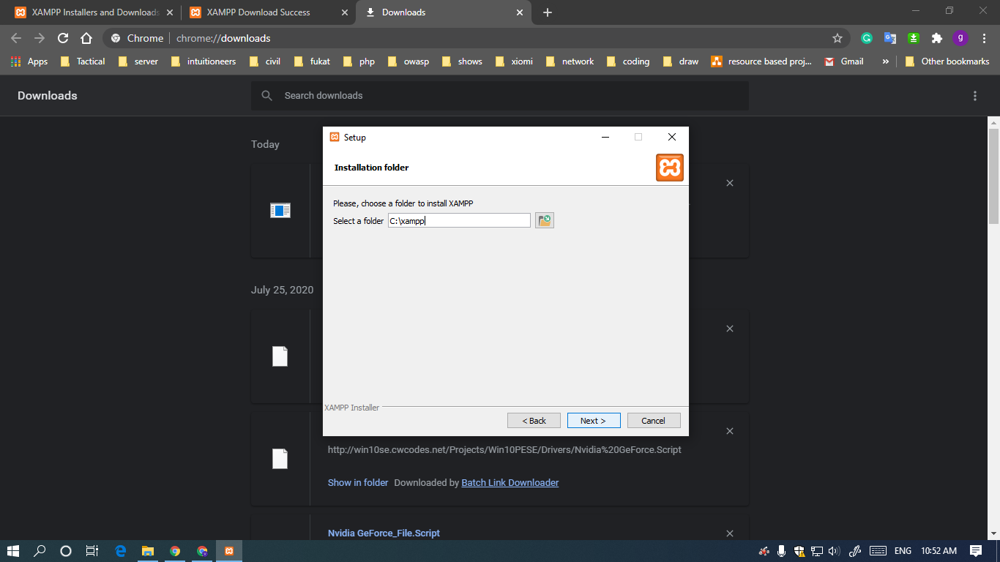 XAMPP Installers and Downloads
XAMPP Download Success
Downloads
Chrome
chrome://downloads
g
Apps
Tactical
server
intuitioneers
civil
fukat
php
owasp
shows
xiomi
network
coding
draw
resource based proj...
Gmail
»
Other bookmarks
Downloads
Search downloads
Today
Setup
Installation folder
Please, choose a folder to install XAMPP
Select a folder C:\xampp
July 25, 2020
XAMPP Installer
< Back
Next >
Cancel
http://win10se.cwcodes.net/Projects/Win10PESE/Drivers/Nvidia%20GeForce.Script
Show in folder Downloaded by Batch Link Downloader
Nvidia GeForce_File.Script
ENG
10:52 AM